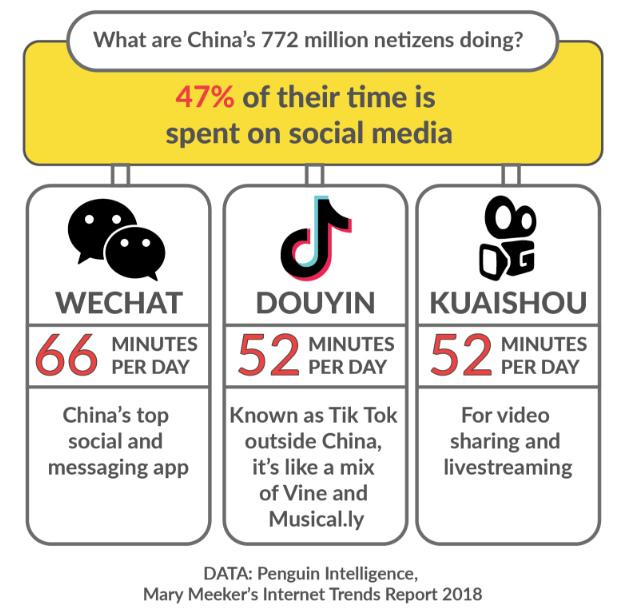 What are China's 772 million netizens doing?
47% of their time is
spent on social media
WECHAT
66 MINUTES
PER DAY
China's top
social and
messaging app
DOUYIN
52 MINUTES
PER DAY
Known as Tik Tok
outside China,
it's like a mix
of Vine and
Musical.ly
KUAISHOU
52 MINUTES
PER DAY
For video
sharing and
livestreaming
DATA: Penguin Intelligence,
Mary Meeker's Internet Trends Report 2018